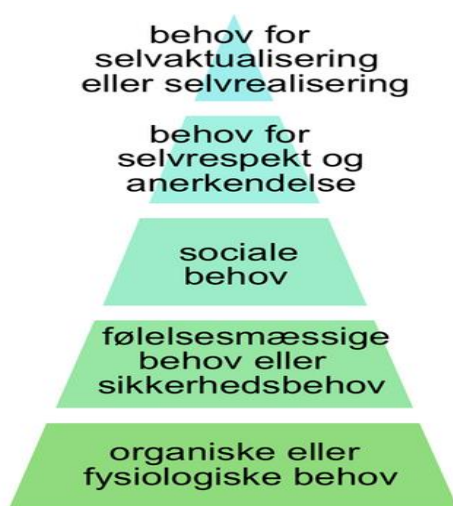 behov for
selvaktualisering
eller selvrealisering
behov for
selvrespekt og
anerkendelse
sociale
behov
følelsesmæssige
behov eller
sikkerhedsbehov
organiske eller
fysiologiske behov